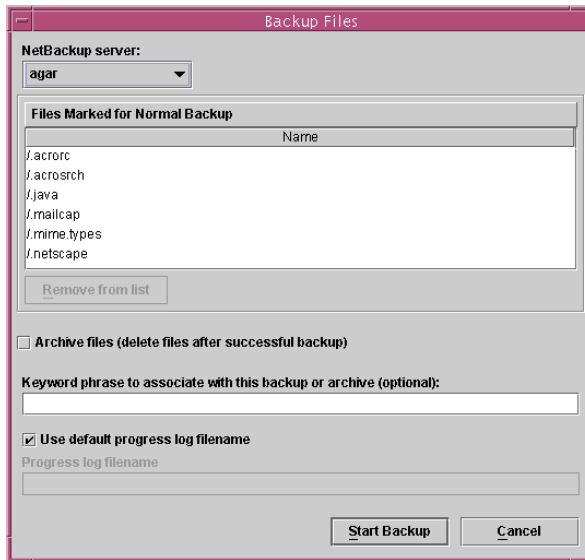 Backup Files
NetBackup server:
agar
Files Marked for Normal Backup
Name
/.acrorc
/.acrosrch
/.java
/.mailcap
/.mime.types
/.netscape
Remove from list
Archive files (delete files after successful backup)
Keyword phrase to associate with this backup or archive (optional):
Use default progress log filename
Progress log filename
Start Backup Cancel